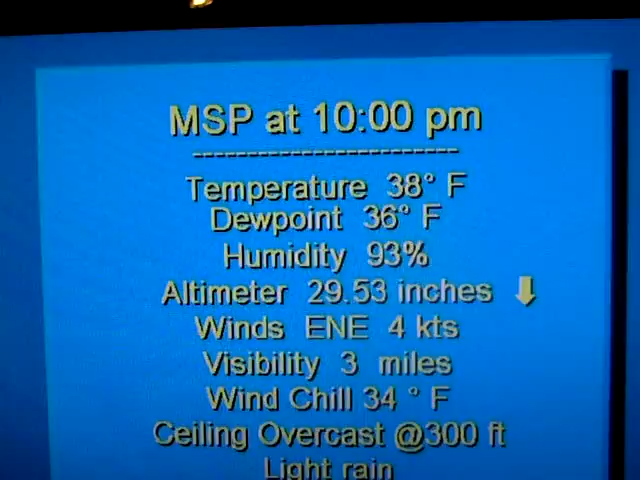 MSP at 10:00 pm
------------------------
Temperature 38° F
Dewpoint 36° F
Humidity 93%
Altimeter 29.53 inches ⬇
Winds ENE 4 kts
Visibility 3 miles
Wind Chill 34 ° F
Ceiling Overcast @300 ft
Light rain